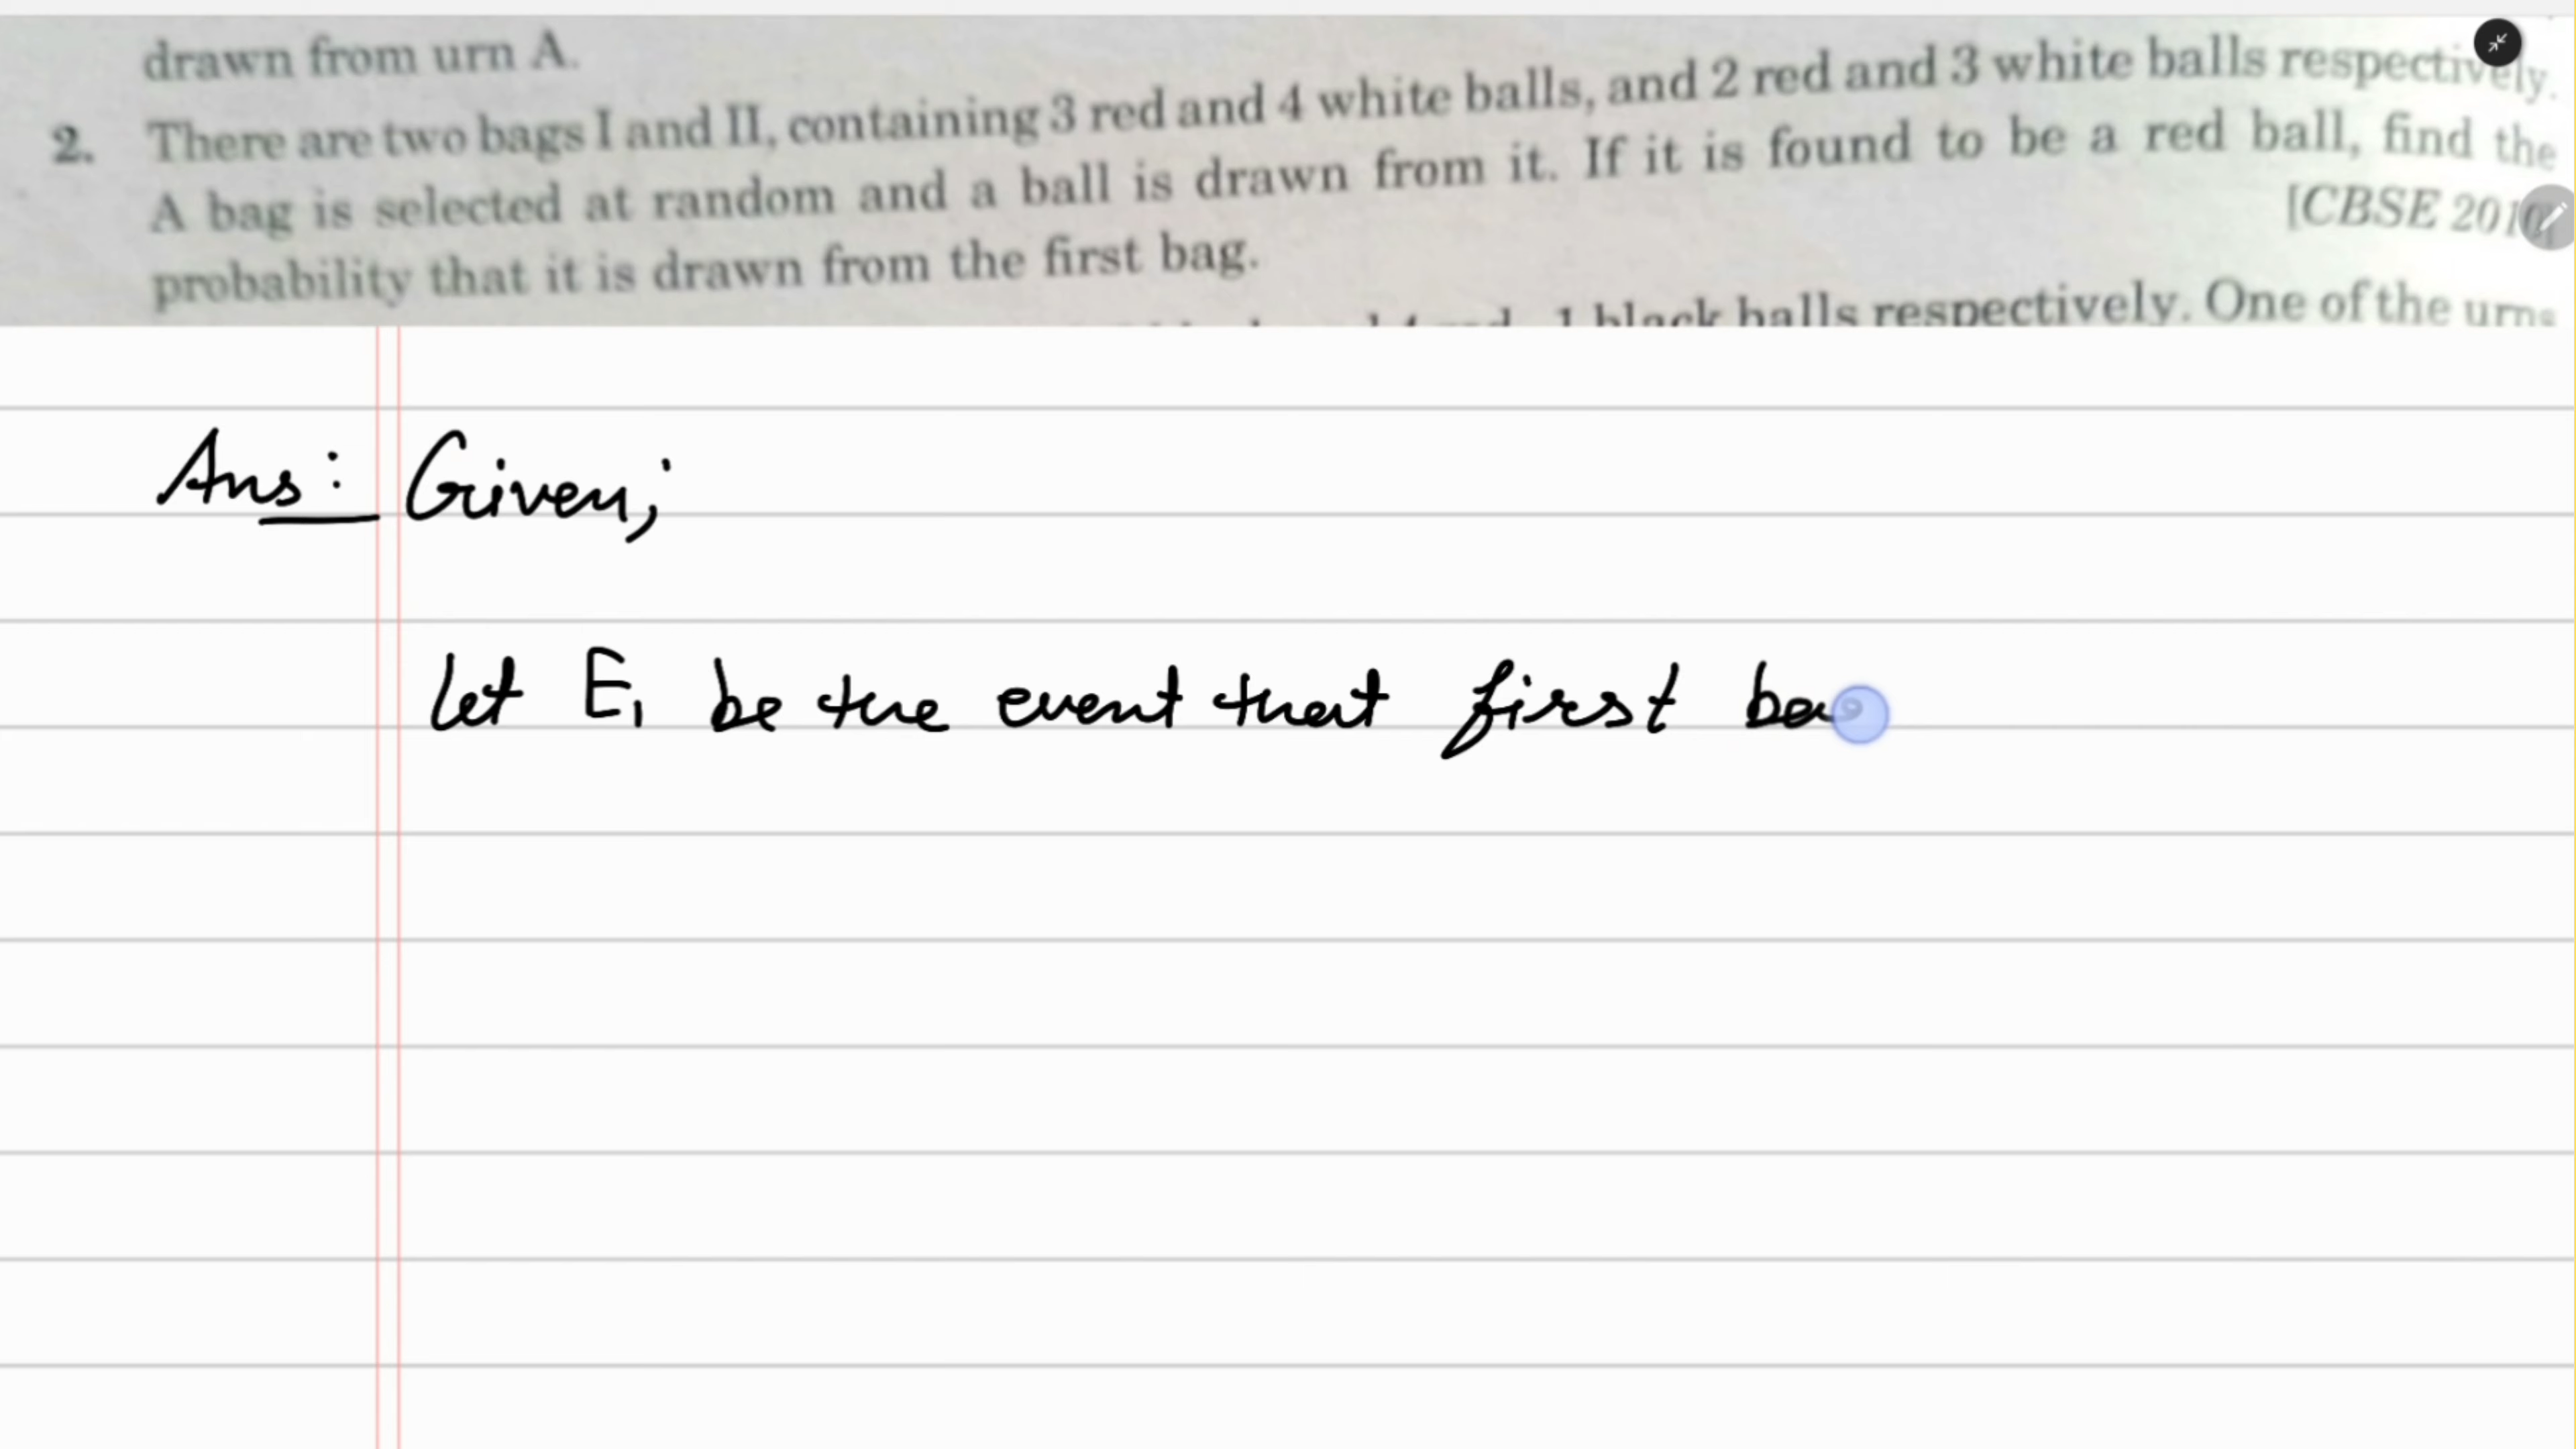 drawn from urn A.
2. There are two bags I and II, containing 3 red and 4 white balls, and 2 red and 3 white balls respectively.
A bag is selected at random and a ball is drawn from it. If it is found to be a red ball, find the
probability that it is drawn from the first bag. [CBSE 2010]
1 black balls respectively. One of the urns
Ans: Given;
Let E1 be the event that first